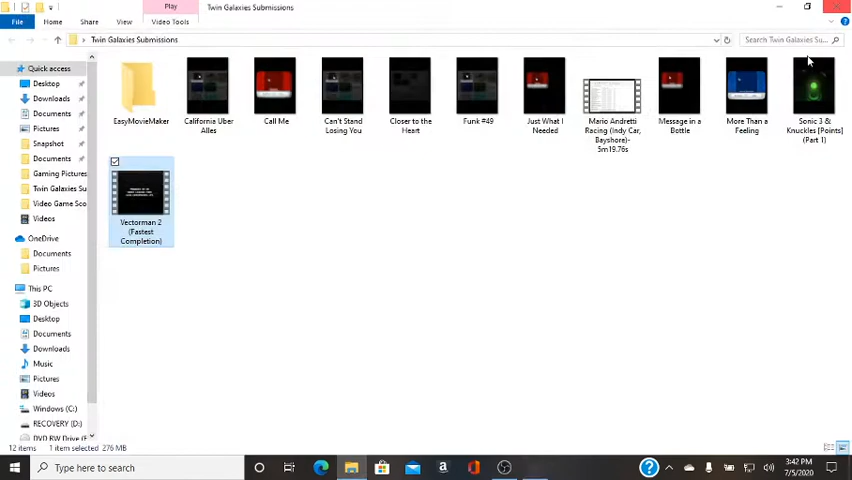 Play
Twin Galaxies Submissions
File
Home
Share
View
Video Tools
Twin Galaxies Submissions
Search Twin Galaxies Su...
Quick access
Desktop
Downloads
Documents
Pictures
Snapshot
Documents
Gaming Pictures
Twin Galaxies Su
Video Game Sco
Videos
OneDrive
Documents
Pictures
This PC
3D Objects
Desktop
Documents
Downloads
Music
Pictures
Videos
Windows (C:)
RECOVERY (D:)
DVD RW Drive (E
EasyMovieMaker
California Uber
Alles
Call Me
Can't Stand
Losing You
Closer to the
Heart
Funk #49
Just What I
Needed
Mario Andretti
Racing (Indy Car,
Bayshore)-
5m19.76s
Message in a
Bottle
More Than a
Feeling
Sonic 3 &
Knuckles [Points]
(Part 1)
Vectorman 2
(Fastest
Completion)
12 items
1 item selected 276 MB
Type here to search
3:42 PM
7/5/2020